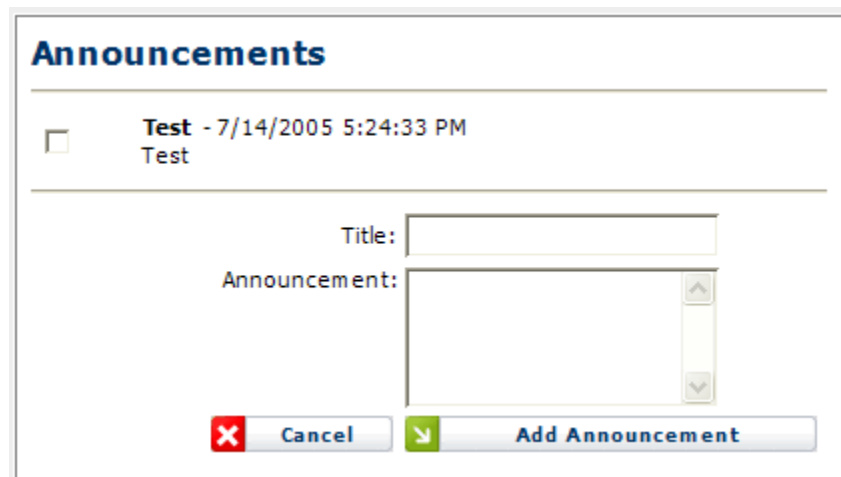 Announcements
Test - 7/14/2005 5:24:33 PM
Test
Title:
Announcement:
Cancel
Add Announcement